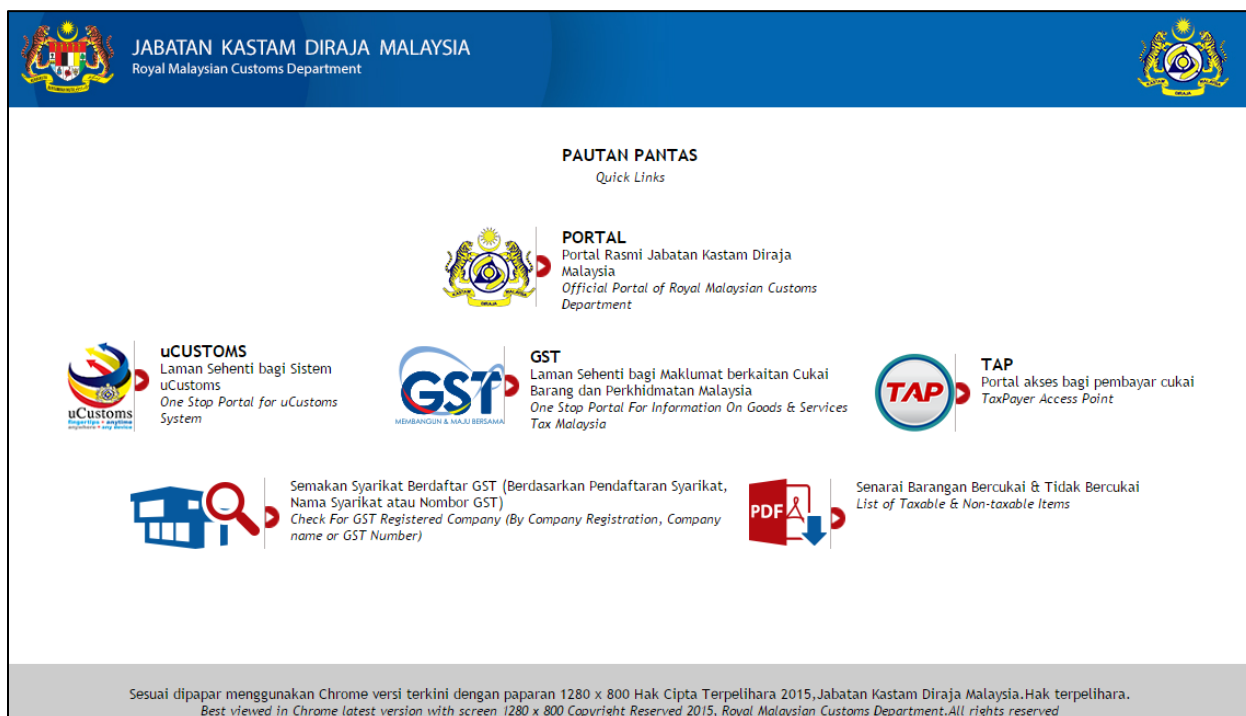 JABATAN KASTAM DIRAJA MALAYSIA
Royal Malaysian Customs Department
PAUTAN PANTAS
Quick Links
PORTAL
Portal Rasmi Jabatan Kastam Diraja
Malaysia
Official Portal of Royal Malaysian Customs
Department
uCUSTOMS
Laman Sehenti bagi Sistem
uCustoms
One Stop Portal for uCustoms
System
uCustoms
fingertips • anytime
anywhere • any device
GST
Laman Sehenti bagi Maklumat berkaitan Cukai
Barang dan Perkhidmatan Malaysia
One Stop Portal For Information On Goods & Services
Tax Malaysia
GST
MEMBANGUN & MAJU BERSAMA
TAP
TAP
Portal akses bagi pembayar cukai
TaxPayer Access Point
Semakan Syarikat Berdaftar GST (Berdasarkan Pendaftaran Syarikat,
Nama Syarikat atau Nombor GST)
Check For GST Registered Company (By Company Registration, Company
name or GST Number)
PDF
Senarai Barangan Bercukai & Tidak Bercukai
List of Taxable & Non-taxable Items
Sesuai dipapar menggunakan Chrome versi terkini dengan paparan 1280 x 800 Hak Cipta Terpelihara 2015,Jabatan Kastam Diraja Malaysia.Hak terpelihara.
Best viewed in Chrome latest version with screen 1280 x 800 Copyright Reserved 2015, Royal Malaysian Customs Department.All rights reserved